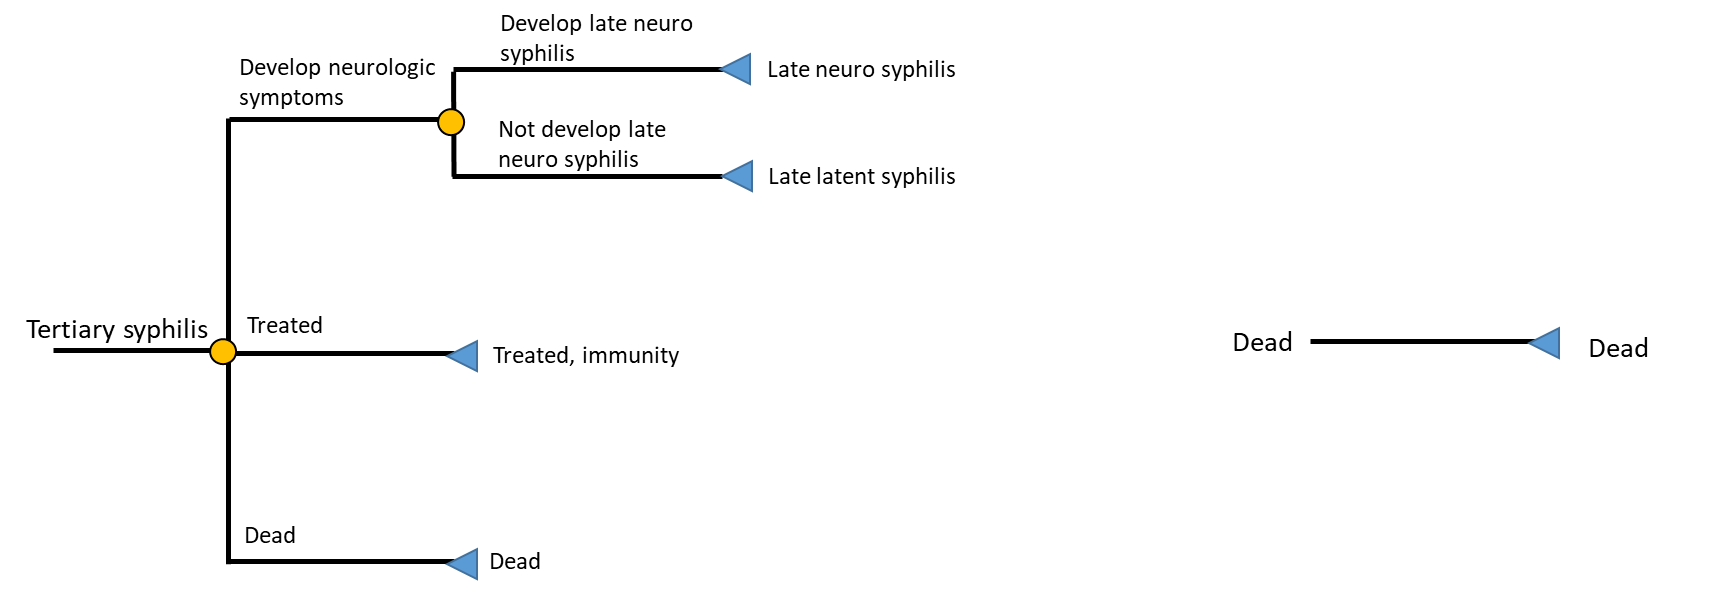 Develop late neuro
syphilis
Late neuro syphilis
Develop neurologic
symptoms
Not develop late
neuro syphilis
Late latent syphilis
Tertiary syphilis
Treated
Treated, immunity
Dead
Dead
Dead
Dead